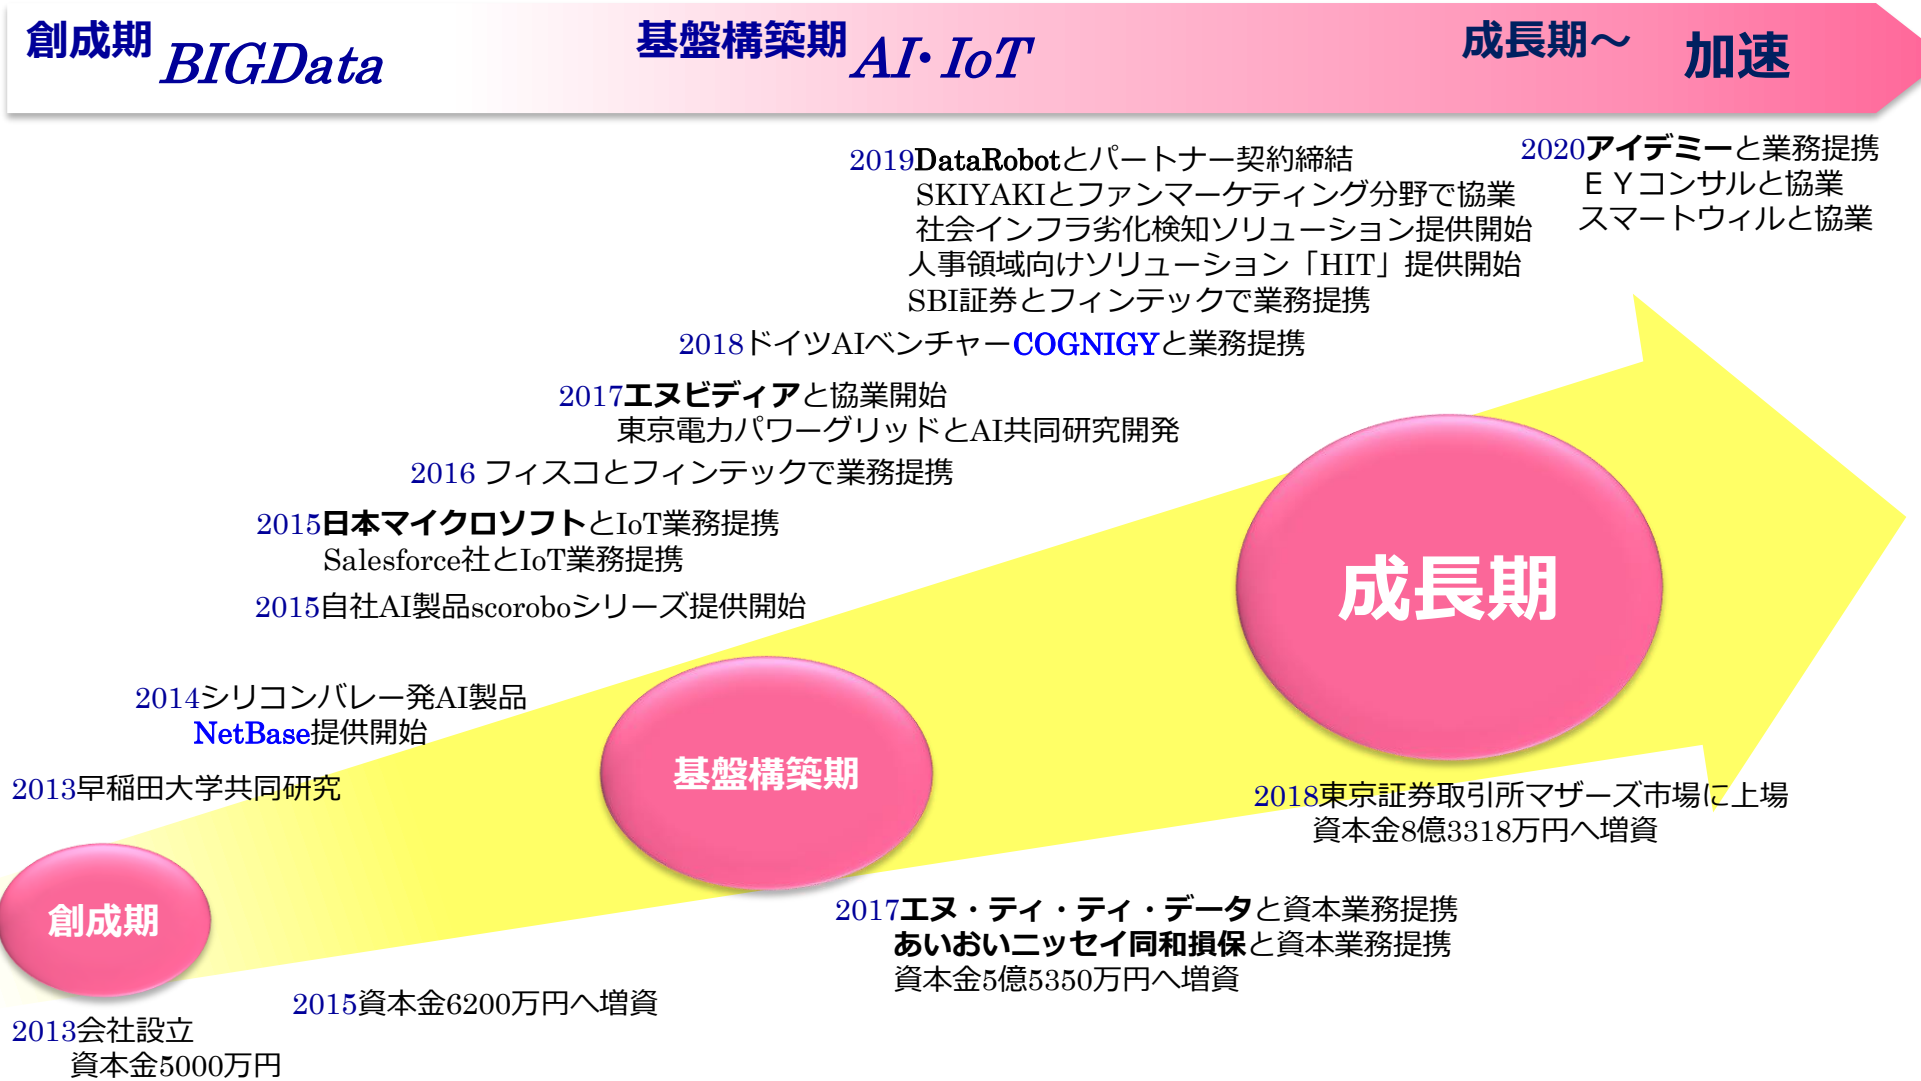 創成期 BIGData
基盤構築期 AI・IoT
成長期～ 加速
2020アイデミーと業務提携
ＥＹコンサルと協業
スマートウィルと協業
2019DataRobotとパートナー契約締結
SKIYAKIとファンマーケティング分野で協業
社会インフラ劣化検知ソリューション提供開始
人事領域向けソリューション「HIT」提供開始
SBI証券とフィンテックで業務提携
2018ドイツAIベンチャーCOGNIGYと業務提携
2017エヌビディアと協業開始
東京電力パワーグリッドとAI共同研究開発
2016 フィスコとフィンテックで業務提携
2015日本マイクロソフトとIoT業務提携
Salesforce社とIoT業務提携
2015自社AI製品scoroboシリーズ提供開始
2014シリコンバレー発AI製品
NetBase提供開始
2013早稲田大学共同研究
成長期
基盤構築期
創成期
2018東京証券取引所マザーズ市場に上場
資本金8億3318万円へ増資
2017エヌ・ティ・ティ・データと資本業務提携
あいおいニッセイ同和損保と資本業務提携
資本金5億5350万円へ増資
2015資本金6200万円へ増資
2013会社設立
資本金5000万円